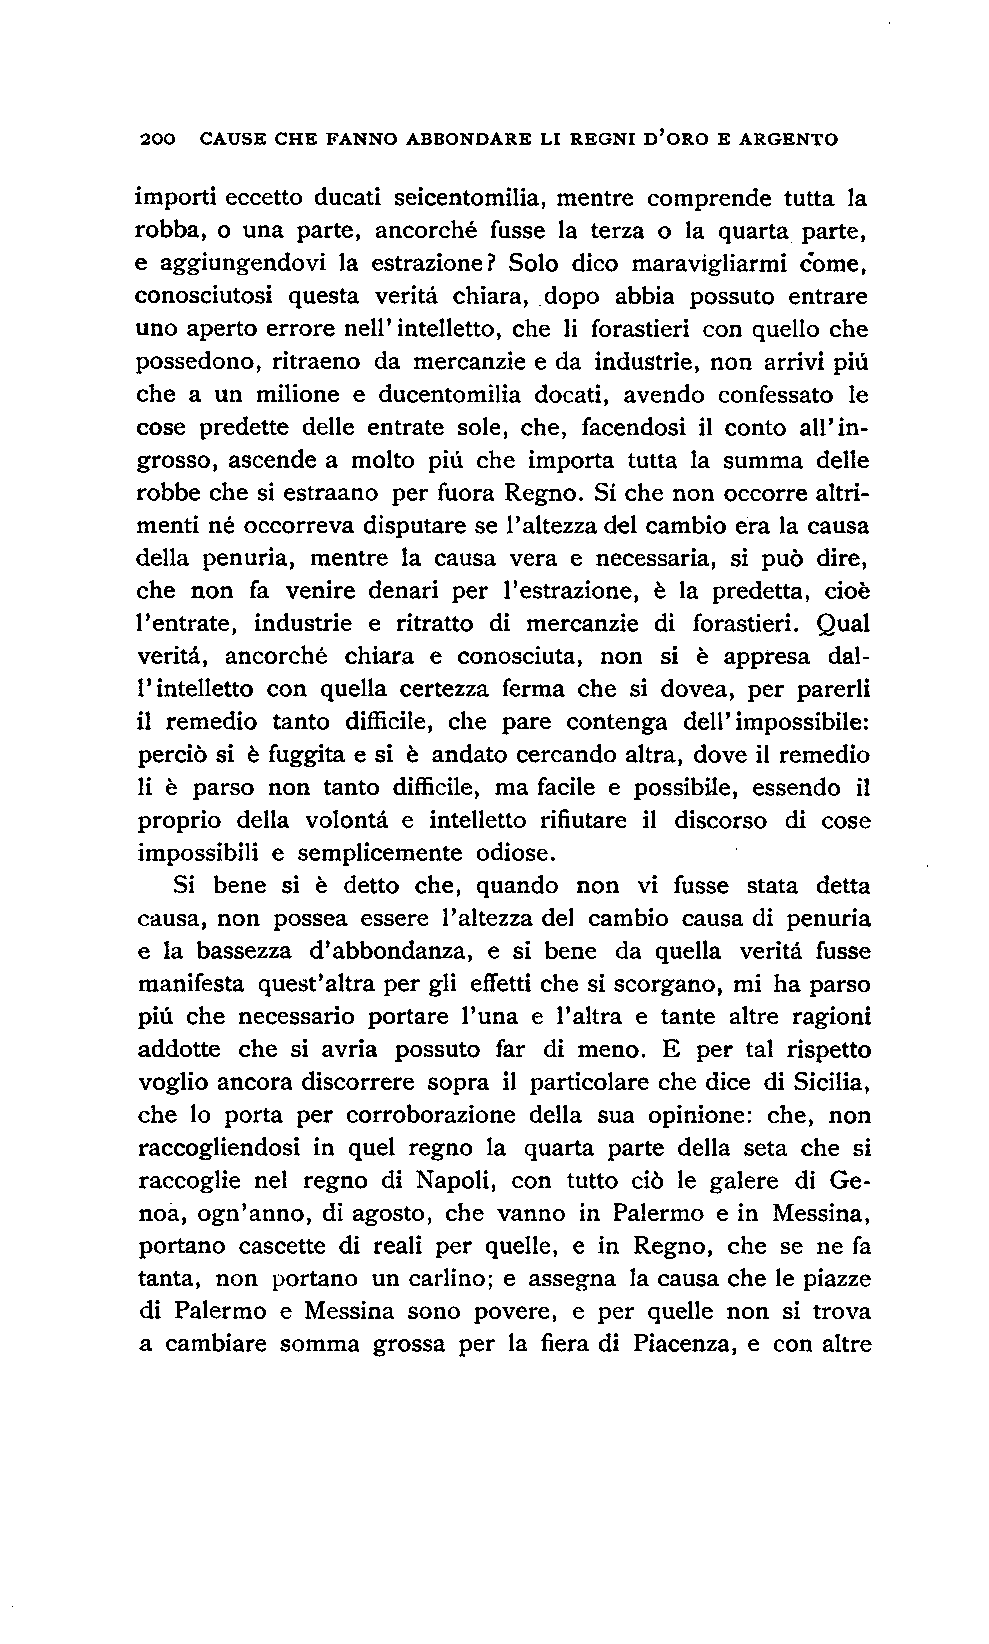 200 CAUSE CHE FANNO ABBONDARE LI REGNI D'ORO E ARGENTO
importi eccetto ducati seicentomilia, mentre comprende tutta la
robba, o una parte, ancorché fusse la terza o la quarta parte,
e aggiungendovi la estrazione? Solo dico maravigliarmi come,
conosciutosi questa veritá chiara, dopo abbia possuto entrare
uno aperto errore nell'intelletto, che li forastieri con quello che
possedono, ritraeno da mercanzie e da industrie, non arrivi piú
che a un milione e ducentomilia docati, avendo confessato le
cose predette delle entrate sole, che, facendosi il conto all'in-
grosso, ascende a molto piú che importa tutta la summa delle
robbe che si estraano per fuora Regno. Sí che non occorre altri-
menti né occorreva disputare se l'altezza del cambio era la causa
della penuria, mentre la causa vera e necessaria, si può dire,
che non fa venire denari per l'estrazione, è la predetta, cioè
l'entrate, industrie e ritratto di mercanzie di forastieri. Qual
veritá, ancorché chiara e conosciuta, non si è appresa dal-
l'intelletto con quella certezza ferma che si dovea, per parerli
il remedio tanto difficile, che pare contenga dell'impossibile:
perciò si è fuggita e si è andato cercando altra, dove il remedio
li è parso non tanto difficile, ma facile e possibile, essendo il
proprio della volontá e intelletto rifiutare il discorso di cose
impossibili e semplicemente odiose.
Si bene si è detto che, quando non vi fusse stata detta
causa, non possea essere l'altezza del cambio causa di penuria
e la bassezza d'abbondanza, e si bene da quella veritá fusse
manifesta quest'altra per gli effetti che si scorgano, mi ha parso
piú che necessario portare l'una e l'altra e tante altre ragioni
addotte che si avria possuto far di meno. E per tal rispetto
voglio ancora discorrere sopra il particolare che dice di Sicilia,
che lo porta per corroborazione della sua opinione: che, non
raccogliendosi in quel regno la quarta parte della seta che si
raccoglie nel regno di Napoli, con tutto ciò le galere di Ge-
noa, ogn'anno, di agosto, che vanno in Palermo e in Messina,
portano cascette di reali per quelle, e in Regno, che se ne fa
tanta, non portano un carlino; e assegna la causa che le piazze
di Palermo e Messina sono povere, e per quelle non si trova
a cambiare somma grossa per la fiera di Piacenza, e con altre